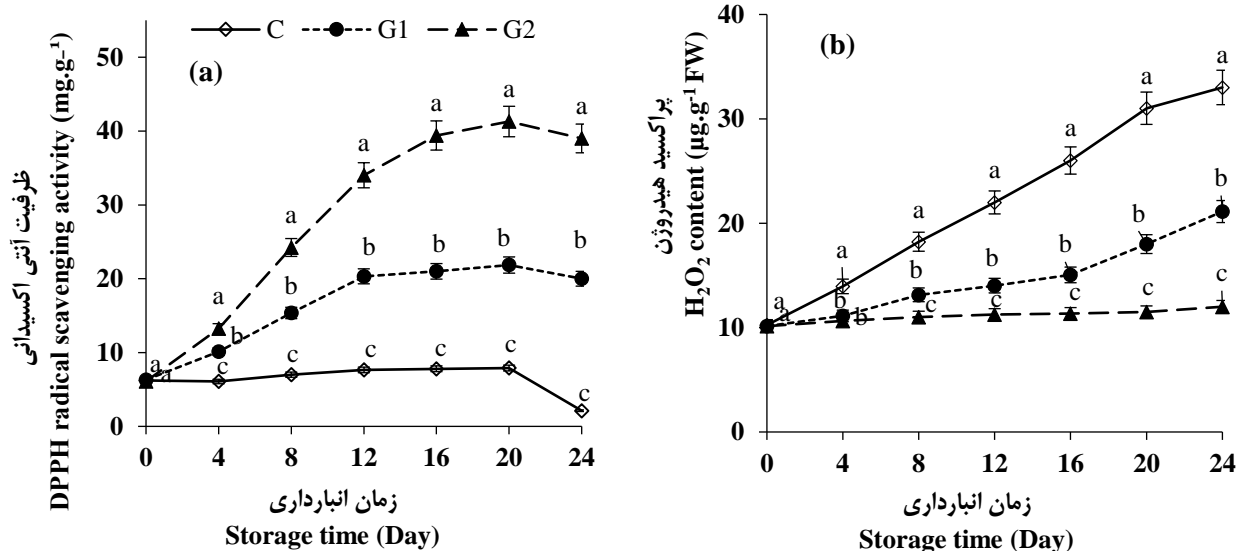 C G1 G2
(a)
ظرفیت آنتی اکسیدانی
DPPH radical scavenging activity (mg.g-¹)
50
40
30
20
10
0
a a a a a a a a
b b b b b b
c c c c c c
0 4 8 12 16 20 24
زمان انبارداری
Storage time (Day)
(b)
پراکسید هیدروژن
H₂O₂ content (µg.g⁻¹ FW)
40
30
20
10
0
a a a a a a a a
b b b b b b b
c c c c c
0 4 8 12 16 20 24
زمان انبارداری
Storage time (Day)